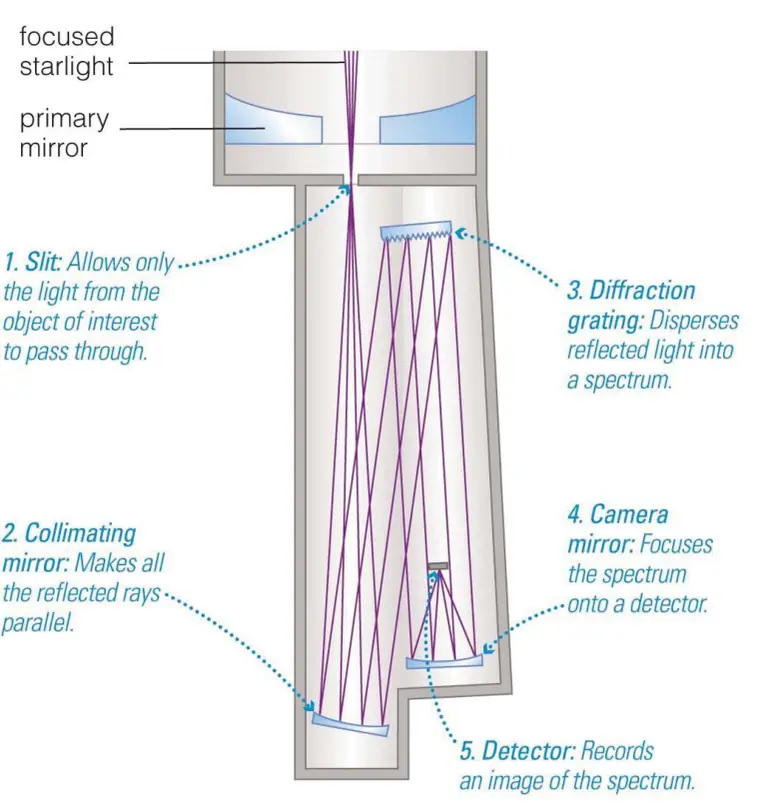 focused
starlight
primary
mirror
1. Slit: Allows only
the light from the
object of interest
to pass through.
3. Diffraction
grating: Disperses
reflected light into
a spectrum.
2. Collimating
mirror: Makes all
the reflected rays
parallel.
4. Camera
mirror: Focuses
the spectrum
onto a detector.
5. Detector: Records
an image of the spectrum.